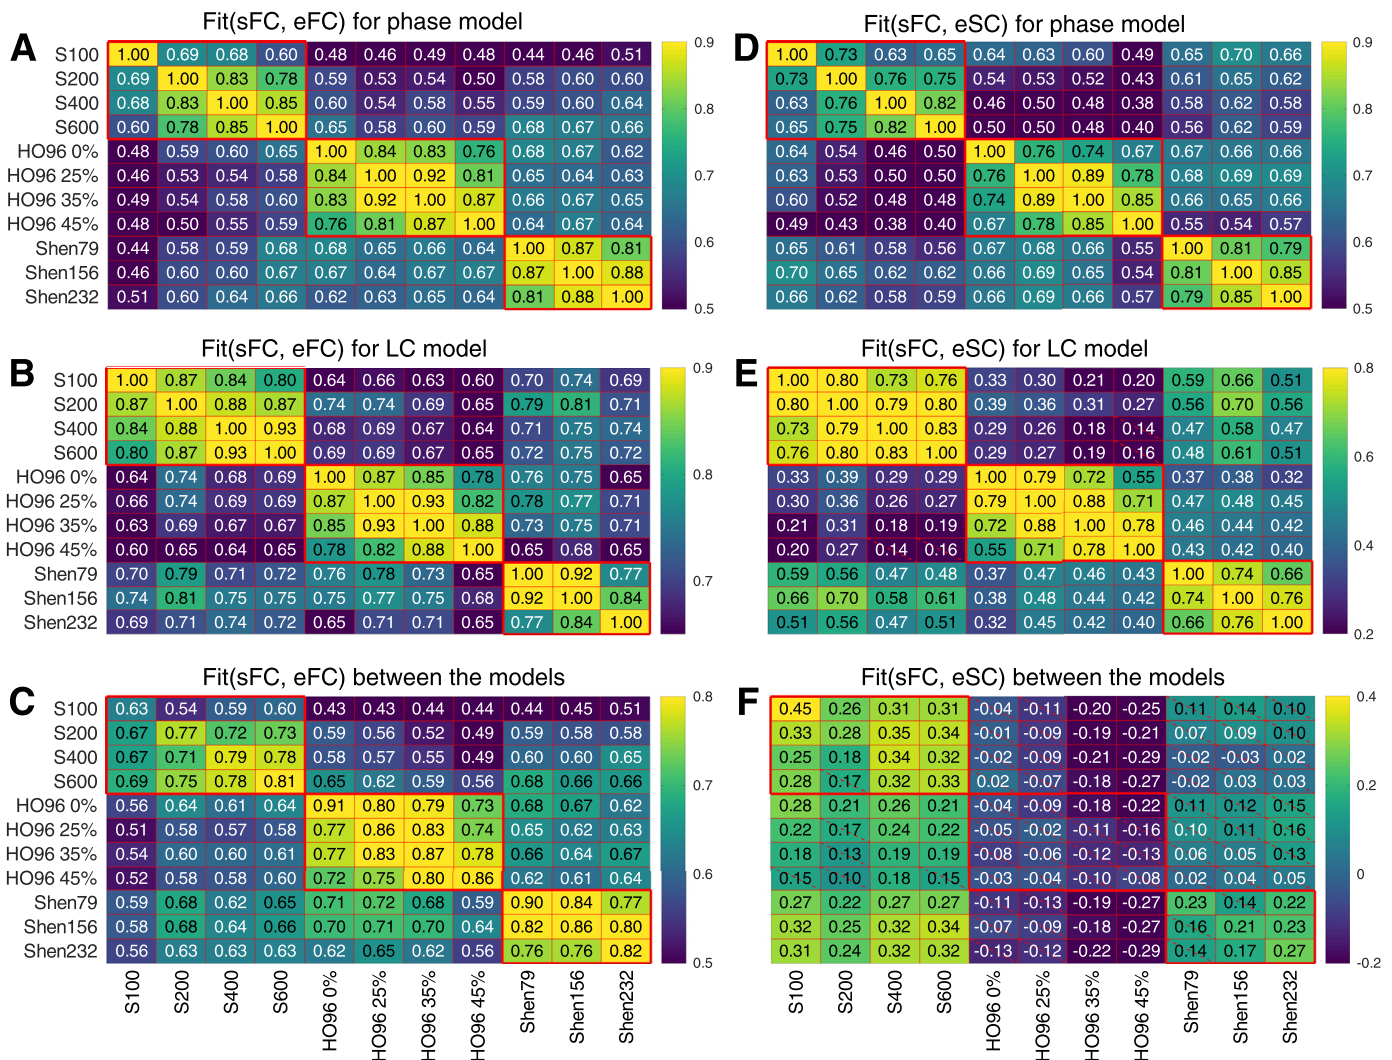 A
Fit(sFC, eFC) for phase model
S100 1.00 0.69 0.68 0.60 0.48 0.46 0.49 0.48 0.44 0.46 0.51
S200 0.69 1.00 0.83 0.78 0.59 0.53 0.54 0.50 0.58 0.60 0.60
S400 0.68 0.83 1.00 0.85 0.60 0.54 0.58 0.55 0.59 0.60 0.64
S600 0.60 0.78 0.85 1.00 0.65 0.58 0.60 0.59 0.68 0.67 0.66
HO96 0% 0.48 0.59 0.60 0.65 1.00 0.84 0.83 0.76 0.68 0.67 0.62
HO96 25% 0.46 0.53 0.54 0.58 0.84 1.00 0.92 0.81 0.65 0.64 0.63
HO96 35% 0.49 0.54 0.58 0.60 0.83 0.92 1.00 0.87 0.66 0.67 0.65
HO96 45% 0.48 0.50 0.55 0.59 0.76 0.81 0.87 1.00 0.64 0.67 0.64
Shen79 0.44 0.58 0.59 0.68 0.68 0.65 0.66 0.64 1.00 0.87 0.81
Shen156 0.46 0.60 0.60 0.67 0.67 0.64 0.67 0.67 0.87 1.00 0.88
Shen232 0.51 0.60 0.64 0.66 0.62 0.63 0.65 0.64 0.81 0.88 1.00
0.9
0.8
0.7
0.6
0.5
D
Fit(sFC, eSC) for phase model
1.00 0.73 0.63 0.65 0.64 0.63 0.60 0.49 0.65 0.70 0.66
0.73 1.00 0.76 0.75 0.54 0.53 0.52 0.43 0.61 0.65 0.62
0.63 0.76 1.00 0.82 0.46 0.50 0.48 0.38 0.58 0.62 0.58
0.65 0.75 0.82 1.00 0.50 0.50 0.48 0.40 0.56 0.62 0.59
0.64 0.54 0.46 0.50 1.00 0.76 0.74 0.67 0.67 0.66 0.66
0.63 0.53 0.50 0.50 0.76 1.00 0.89 0.78 0.68 0.69 0.69
0.60 0.52 0.48 0.48 0.74 0.89 1.00 0.85 0.66 0.65 0.66
0.49 0.43 0.38 0.40 0.67 0.78 0.85 1.00 0.55 0.54 0.57
0.65 0.61 0.58 0.56 0.67 0.68 0.66 0.55 1.00 0.81 0.79
0.70 0.65 0.62 0.62 0.66 0.69 0.65 0.54 0.81 1.00 0.85
0.66 0.62 0.58 0.59 0.66 0.69 0.66 0.57 0.79 0.85 1.00
0.9
0.8
0.7
0.6
0.5
B
Fit(sFC, eFC) for LC model
S100 1.00 0.87 0.84 0.80 0.64 0.66 0.63 0.60 0.70 0.74 0.69
S200 0.87 1.00 0.88 0.87 0.74 0.74 0.69 0.65 0.79 0.81 0.71
S400 0.84 0.88 1.00 0.93 0.68 0.69 0.67 0.64 0.71 0.75 0.74
S600 0.80 0.87 0.93 1.00 0.69 0.69 0.67 0.65 0.72 0.75 0.72
HO96 0% 0.64 0.74 0.68 0.69 1.00 0.87 0.85 0.78 0.76 0.75 0.65
HO96 25% 0.66 0.74 0.69 0.69 0.87 1.00 0.93 0.82 0.78 0.77 0.71
HO96 35% 0.63 0.69 0.67 0.67 0.85 0.93 1.00 0.88 0.73 0.75 0.71
HO96 45% 0.60 0.65 0.64 0.65 0.78 0.82 0.88 1.00 0.65 0.68 0.65
Shen79 0.70 0.79 0.71 0.72 0.76 0.78 0.73 0.65 1.00 0.92 0.77
Shen156 0.74 0.81 0.75 0.75 0.75 0.77 0.75 0.68 0.92 1.00 0.84
Shen232 0.69 0.71 0.74 0.72 0.65 0.71 0.71 0.65 0.77 0.84 1.00
0.9
0.8
0.7
E
Fit(sFC, eSC) for LC model
1.00 0.80 0.73 0.76 0.33 0.30 0.21 0.20 0.59 0.66 0.51
0.80 1.00 0.79 0.80 0.39 0.36 0.31 0.27 0.56 0.70 0.56
0.73 0.79 1.00 0.83 0.29 0.26 0.18 0.14 0.47 0.58 0.47
0.76 0.80 0.83 1.00 0.29 0.27 0.19 0.16 0.48 0.61 0.51
0.33 0.39 0.29 0.29 1.00 0.79 0.72 0.55 0.37 0.38 0.32
0.30 0.36 0.26 0.27 0.79 1.00 0.88 0.71 0.47 0.48 0.45
0.21 0.31 0.18 0.19 0.72 0.88 1.00 0.78 0.46 0.44 0.42
0.20 0.27 0.14 0.16 0.55 0.71 0.78 1.00 0.43 0.42 0.40
0.59 0.56 0.47 0.48 0.37 0.47 0.46 0.43 1.00 0.74 0.66
0.66 0.70 0.58 0.61 0.38 0.48 0.44 0.42 0.74 1.00 0.76
0.51 0.56 0.47 0.51 0.32 0.45 0.42 0.40 0.66 0.76 1.00
0.8
0.6
0.4
0.2
C
Fit(sFC, eFC) between the models
S100 0.63 0.54 0.59 0.60 0.43 0.43 0.44 0.44 0.44 0.45 0.51
S200 0.67 0.77 0.72 0.73 0.59 0.56 0.52 0.49 0.59 0.58 0.58
S400 0.67 0.71 0.79 0.78 0.58 0.57 0.55 0.49 0.60 0.60 0.65
S600 0.69 0.75 0.78 0.81 0.65 0.62 0.59 0.56 0.68 0.66 0.66
HO96 0% 0.56 0.64 0.61 0.64 0.91 0.80 0.79 0.73 0.68 0.67 0.62
HO96 25% 0.51 0.58 0.57 0.58 0.77 0.86 0.83 0.74 0.65 0.62 0.63
HO96 35% 0.54 0.60 0.60 0.61 0.77 0.83 0.87 0.78 0.66 0.64 0.67
HO96 45% 0.52 0.58 0.58 0.60 0.72 0.75 0.80 0.86 0.62 0.61 0.64
Shen79 0.59 0.68 0.62 0.65 0.71 0.72 0.68 0.59 0.90 0.84 0.77
Shen156 0.58 0.68 0.64 0.66 0.70 0.71 0.70 0.64 0.82 0.86 0.80
Shen232 0.56 0.63 0.63 0.63 0.62 0.65 0.62 0.56 0.76 0.76 0.82
S100 S200 S400 S600 HO96 0% HO96 25% HO96 35% HO96 45% Shen79 Shen156 Shen232
0.8
0.7
0.6
0.5
F
Fit(sFC, eSC) between the models
0.45 0.26 0.31 0.31 -0.04 -0.11 -0.20 -0.25 0.11 0.14 0.10
0.33 0.28 0.35 0.34 -0.01 -0.09 -0.19 -0.21 0.07 0.09 0.10
0.25 0.18 0.34 0.32 -0.02 -0.09 -0.21 -0.29 -0.02 -0.03 0.02
0.28 0.17 0.32 0.33 0.02 -0.07 -0.18 -0.27 -0.02 0.03 0.03
0.28 0.21 0.26 0.21 -0.04 -0.09 -0.18 -0.22 0.11 0.12 0.15
0.22 0.17 0.24 0.22 -0.05 -0.02 -0.11 -0.16 0.10 0.11 0.16
0.18 0.13 0.19 0.19 -0.08 -0.06 -0.12 -0.13 0.06 0.05 0.13
0.15 0.10 0.18 0.15 -0.03 -0.04 -0.10 -0.08 0.02 0.04 0.05
0.27 0.22 0.27 0.27 -0.11 -0.13 -0.19 -0.27 0.23 0.14 0.22
0.32 0.25 0.32 0.34 -0.07 -0.09 -0.18 -0.27 0.16 0.21 0.23
0.31 0.24 0.32 0.32 -0.13 -0.12 -0.22 -0.29 0.14 0.17 0.27
S100 S200 S400 S600 HO96 0% HO96 25% HO96 35% HO96 45% Shen79 Shen156 Shen232
0.4
0.2
0
-0.2